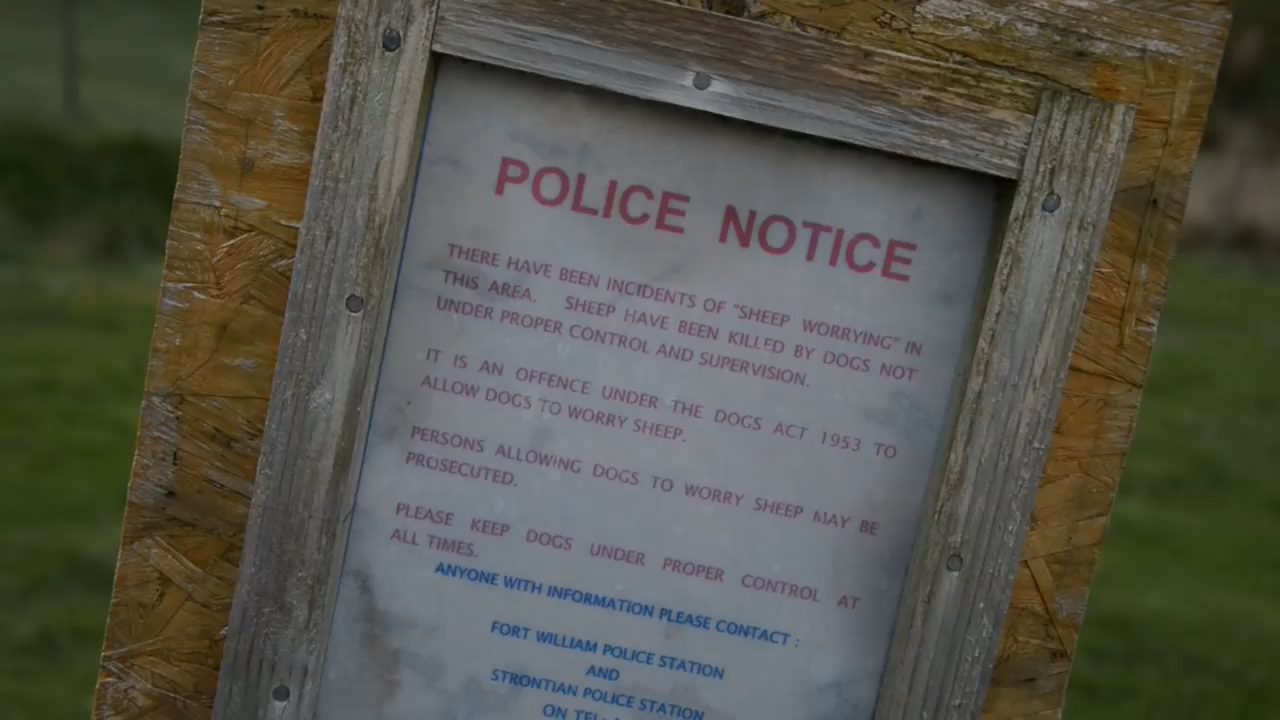 POLICE NOTICE
THERE HAVE BEEN INCIDENTS OF "SHEEP WORRYING" IN
THIS AREA. SHEEP HAVE BEEN KILLED BY DOGS NOT
UNDER PROPER CONTROL AND SUPERVISION.
IT IS AN OFFENCE UNDER THE DOGS ACT 1953 TO
ALLOW DOGS TO WORRY SHEEP.
PERSONS ALLOWING DOGS TO WORRY SHEEP MAY BE
PROSECUTED.
PLEASE KEEP DOGS UNDER PROPER CONTROL AT
ALL TIMES.
ANYONE WITH INFORMATION PLEASE CONTACT :
FORT WILLIAM POLICE STATION
AND
STRONTIAN POLICE STATION
ON